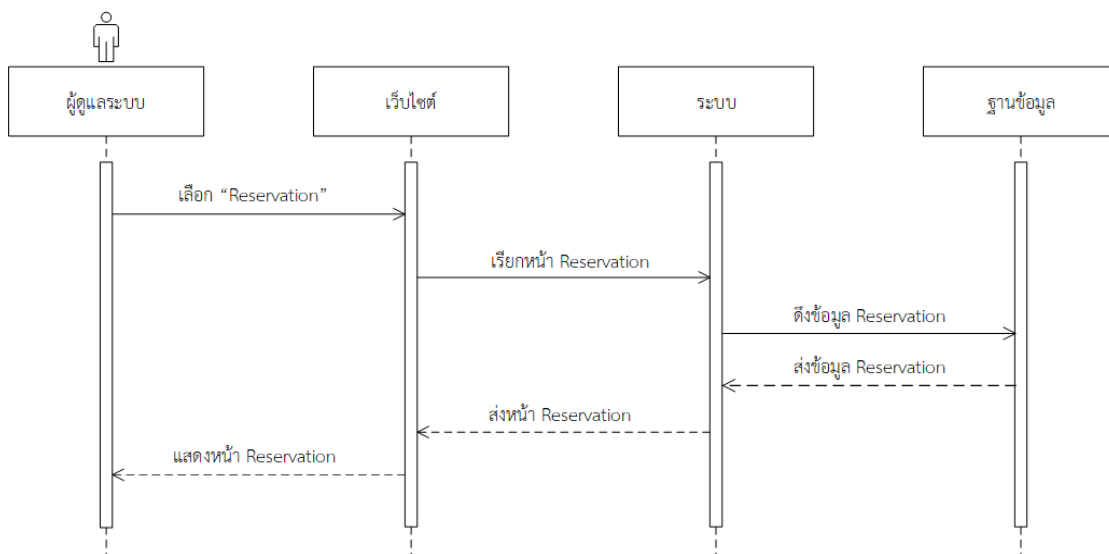 ผู้ดูแลระบบ
เว็บไซต์
ระบบ
ฐานข้อมูล
เลือก “Reservation”
เรียกหน้า Reservation
ดึงข้อมูล Reservation
ส่งข้อมูล Reservation
ส่งหน้า Reservation
แสดงหน้า Reservation